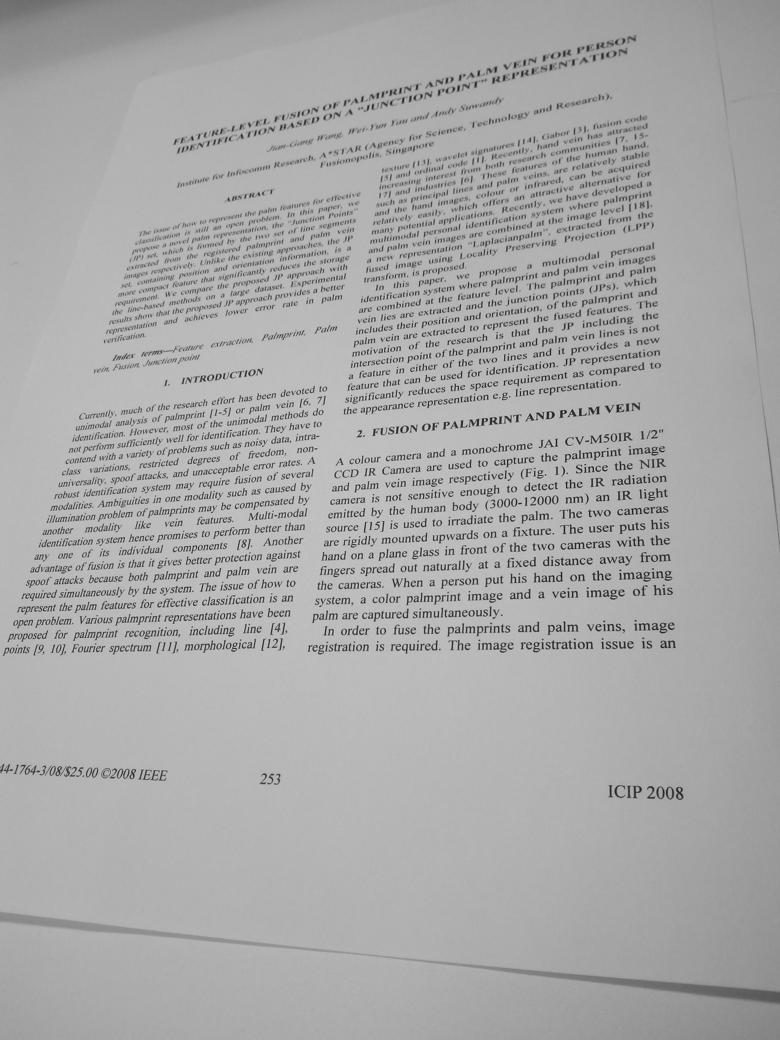 FEATURE-LEVEL FUSION OF PALMPRINT AND PALM VEIN FOR PERSON
IDENTIFICATION BASED ON A "JUNCTION POINT" REPRESENTATION
Jian-Gang Wang, Wei-Yun Yau and Andy Suwandy
Institute for Infocomm Research, A*STAR (Agency for Science, Technology and Research),
Fusionopolis, Singapore
ABSTRACT
The issue of how to represent the palm features for effective
classification is still an open problem. In this paper, we
propose a novel palm representation, the "Junction Points"
(JP) set, which is formed by the two set of line segments
extracted from the registered palmprint and palm vein
images respectively. Unlike the existing approaches, the JP
set, containing position and orientation information, is a
more compact feature that significantly reduces the storage
requirement. We compare the proposed JP approach with
the line-based methods on a large dataset. Experimental
results show that the proposed JP approach provides a better
representation and achieves lower error rate in palm
verification.
Index terms—Feature extraction, Palmprint, Palm
vein, Fusion, Junction point
1. INTRODUCTION
Currently, much of the research effort has been devoted to
unimodal analysis of palmprint [1-5] or palm vein [6, 7]
identification. However, most of the unimodal methods do
not perform sufficiently well for identification. They have to
contend with a variety of problems such as noisy data, intra-
class variations, restricted degrees of freedom, non-
universality, spoof attacks, and unacceptable error rates. A
robust identification system may require fusion of several
modalities. Ambiguities in one modality such as caused by
illumination problem of palmprints may be compensated by
another modality like vein features. Multi-modal
identification system hence promises to perform better than
any one of its individual components [8]. Another
advantage of fusion is that it gives better protection against
spoof attacks because both palmprint and palm vein are
required simultaneously by the system. The issue of how to
represent the palm features for effective classification is an
open problem. Various palmprint representations have been
proposed for palmprint recognition, including line [4],
points [9, 10], Fourier spectrum [11], morphological [12],
texture [13], wavelet signatures [14], Gabor [3], fusion code
[5] and ordinal code [1]. Recently, hand vein has attracted
increasing interest from both research communities [7, 15-
17] and industries [6]. These features of the human hand,
such as principal lines and palm veins, are relatively stable
and the hand images, colour or infrared, can be acquired
relatively easily, which offers an attractive alternative for
many potential applications. Recently, we have developed a
multimodal personal identification system where palmprint
and palm vein images are combined at the image level [18],
a new representation "Laplacianpalm", extracted from the
fused image using Locality Preserving Projection (LPP)
transform, is proposed.
In this paper, we propose a multimodal personal
identification system where palmprint and palm vein images
are combined at the feature level. The palmprint and palm
vein lies are extracted and the junction points (JPs), which
includes their position and orientation, of the palmprint and
palm vein are extracted to represent the fused features. The
motivation of the research is that the JP including the
intersection point of the palmprint and palm vein lines is not
a feature in either of the two lines and it provides a new
feature that can be used for identification. JP representation
significantly reduces the space requirement as compared to
the appearance representation e.g. line representation.
2. FUSION OF PALMPRINT AND PALM VEIN
A colour camera and a monochrome JAI CV-M50IR 1/2"
CCD IR Camera are used to capture the palmprint image
and palm vein image respectively (Fig. 1). Since the NIR
camera is not sensitive enough to detect the IR radiation
emitted by the human body (3000-12000 nm) an IR light
source [15] is used to irradiate the palm. The two cameras
are rigidly mounted upwards on a fixture. The user puts his
hand on a plane glass in front of the two cameras with the
fingers spread out naturally at a fixed distance away from
the cameras. When a person put his hand on the imaging
system, a color palmprint image and a vein image of his
palm are captured simultaneously.
In order to fuse the palmprints and palm veins, image
registration is required. The image registration issue is an
44-1764-3/08/$25.00 ©2008 IEEE
253
ICIP 2008